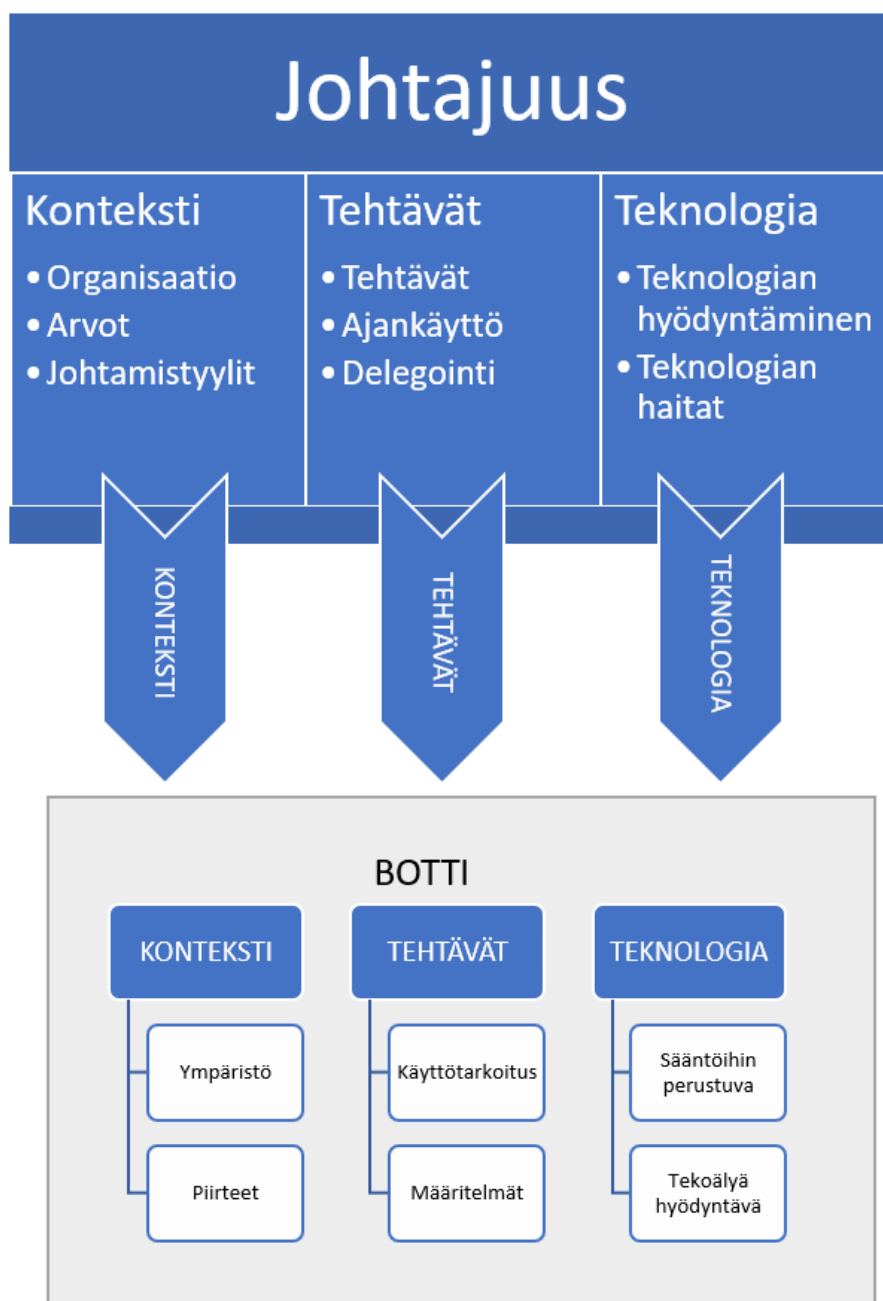 Johtajuus
Konteksti
• Organisaatio
• Arvot
• Johtamistyylit
Tehtävät
• Tehtävät
• Ajankäyttö
• Delegointi
Teknologia
• Teknologian
hyödyntäminen
• Teknologian
haitat
KONTEKSTI
TEHTÄVÄT
TEKNOLOGIA
BOTTI
KONTEKSTI
Ympäristö
Piirteet
TEHTÄVÄT
Käyttötarkoitus
Määritelmät
TEKNOLOGIA
Sääntöihin
perustuva
Tekoälyä
hyödyntävä